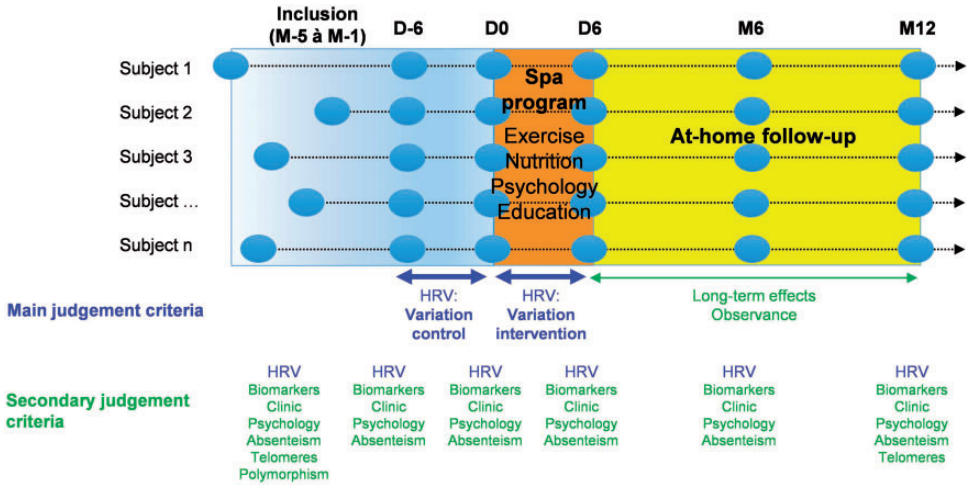 Inclusion
(M-5 à M-1) D-6 D0 D6 M6 M12
Subject 1
Subject 2
Subject 3
Subject ...
Subject n
Spa
program
Exercise
Nutrition
Psychology
Education
At-home follow-up
Main judgement criteria
HRV:
Variation
control
HRV:
Variation
intervention
Long-term effects
Observance
Secondary judgement
criteria
HRV
Biomarkers
Clinic
Psychology
Absenteism
Telomeres
Polymorphism
HRV
Biomarkers
Clinic
Psychology
Absenteism
HRV
Biomarkers
Clinic
Psychology
Absenteism
HRV
Biomarkers
Clinic
Psychology
Absenteism
HRV
Biomarkers
Clinic
Psychology
Absenteism
HRV
Biomarkers
Clinic
Psychology
Absenteism
Telomeres